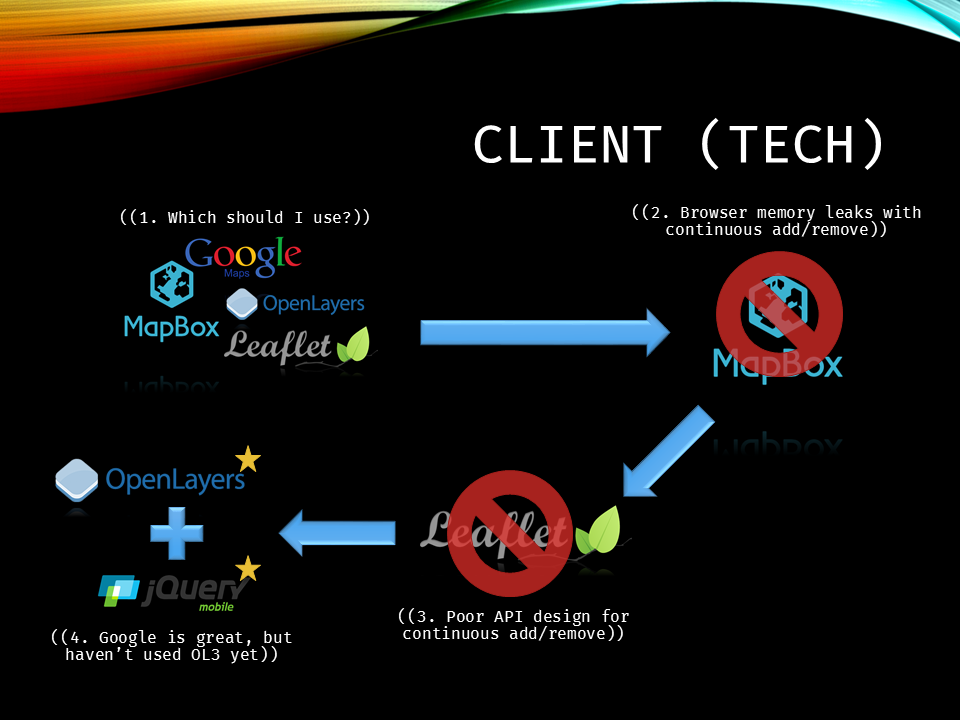 CLIENT (TECH)
((1. Which should I use?))
Google
Maps
MapBox
OpenLayers
Leaflet
((2. Browser memory leaks with
continuous add/remove))
MapBox
Leaflet
((3. Poor API design for
continuous add/remove))
OpenLayers
jQuery
mobile
((4. Google is great, but
haven’t used OL3 yet))